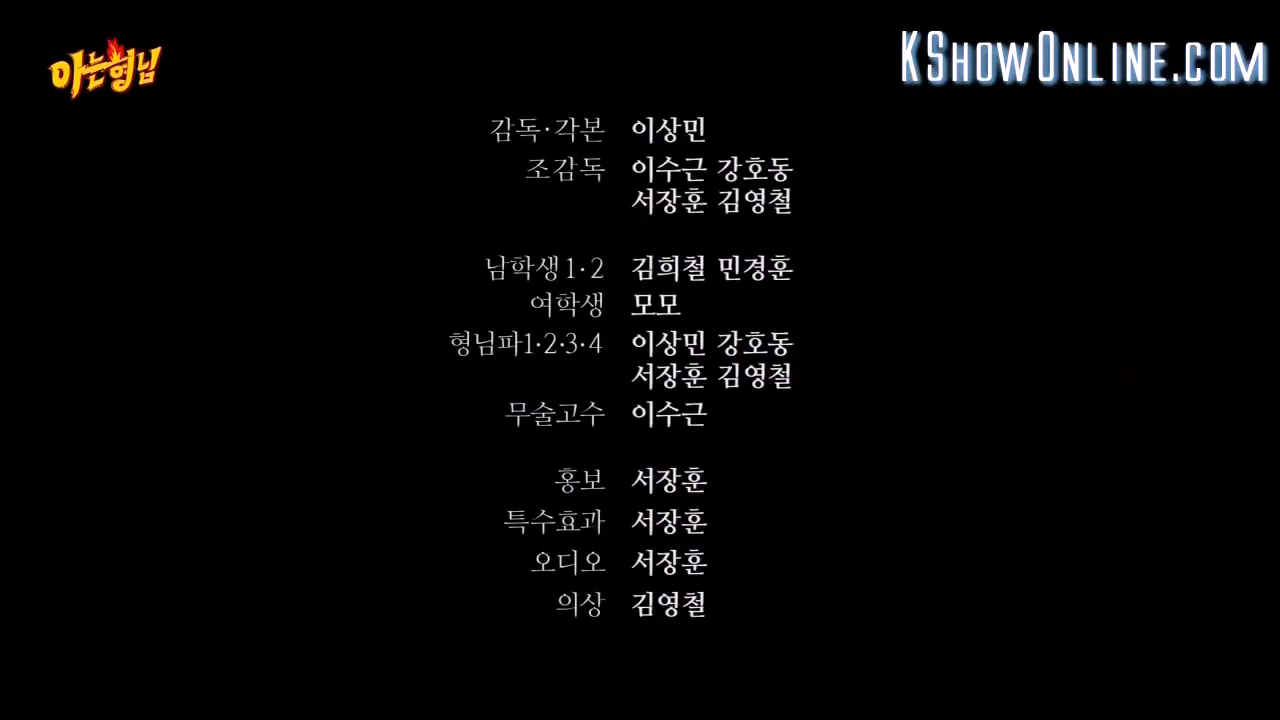 아는형님
KShowOnline.com
감독·각본 이상민
조감독 이수근 강호동
서장훈 김영철
남학생1·2 김희철 민경훈
여학생 모모
형님파1·2·3·4 이상민 강호동
서장훈 김영철
무술고수 이수근
홍보 서장훈
특수효과 서장훈
오디오 서장훈
의상 김영철